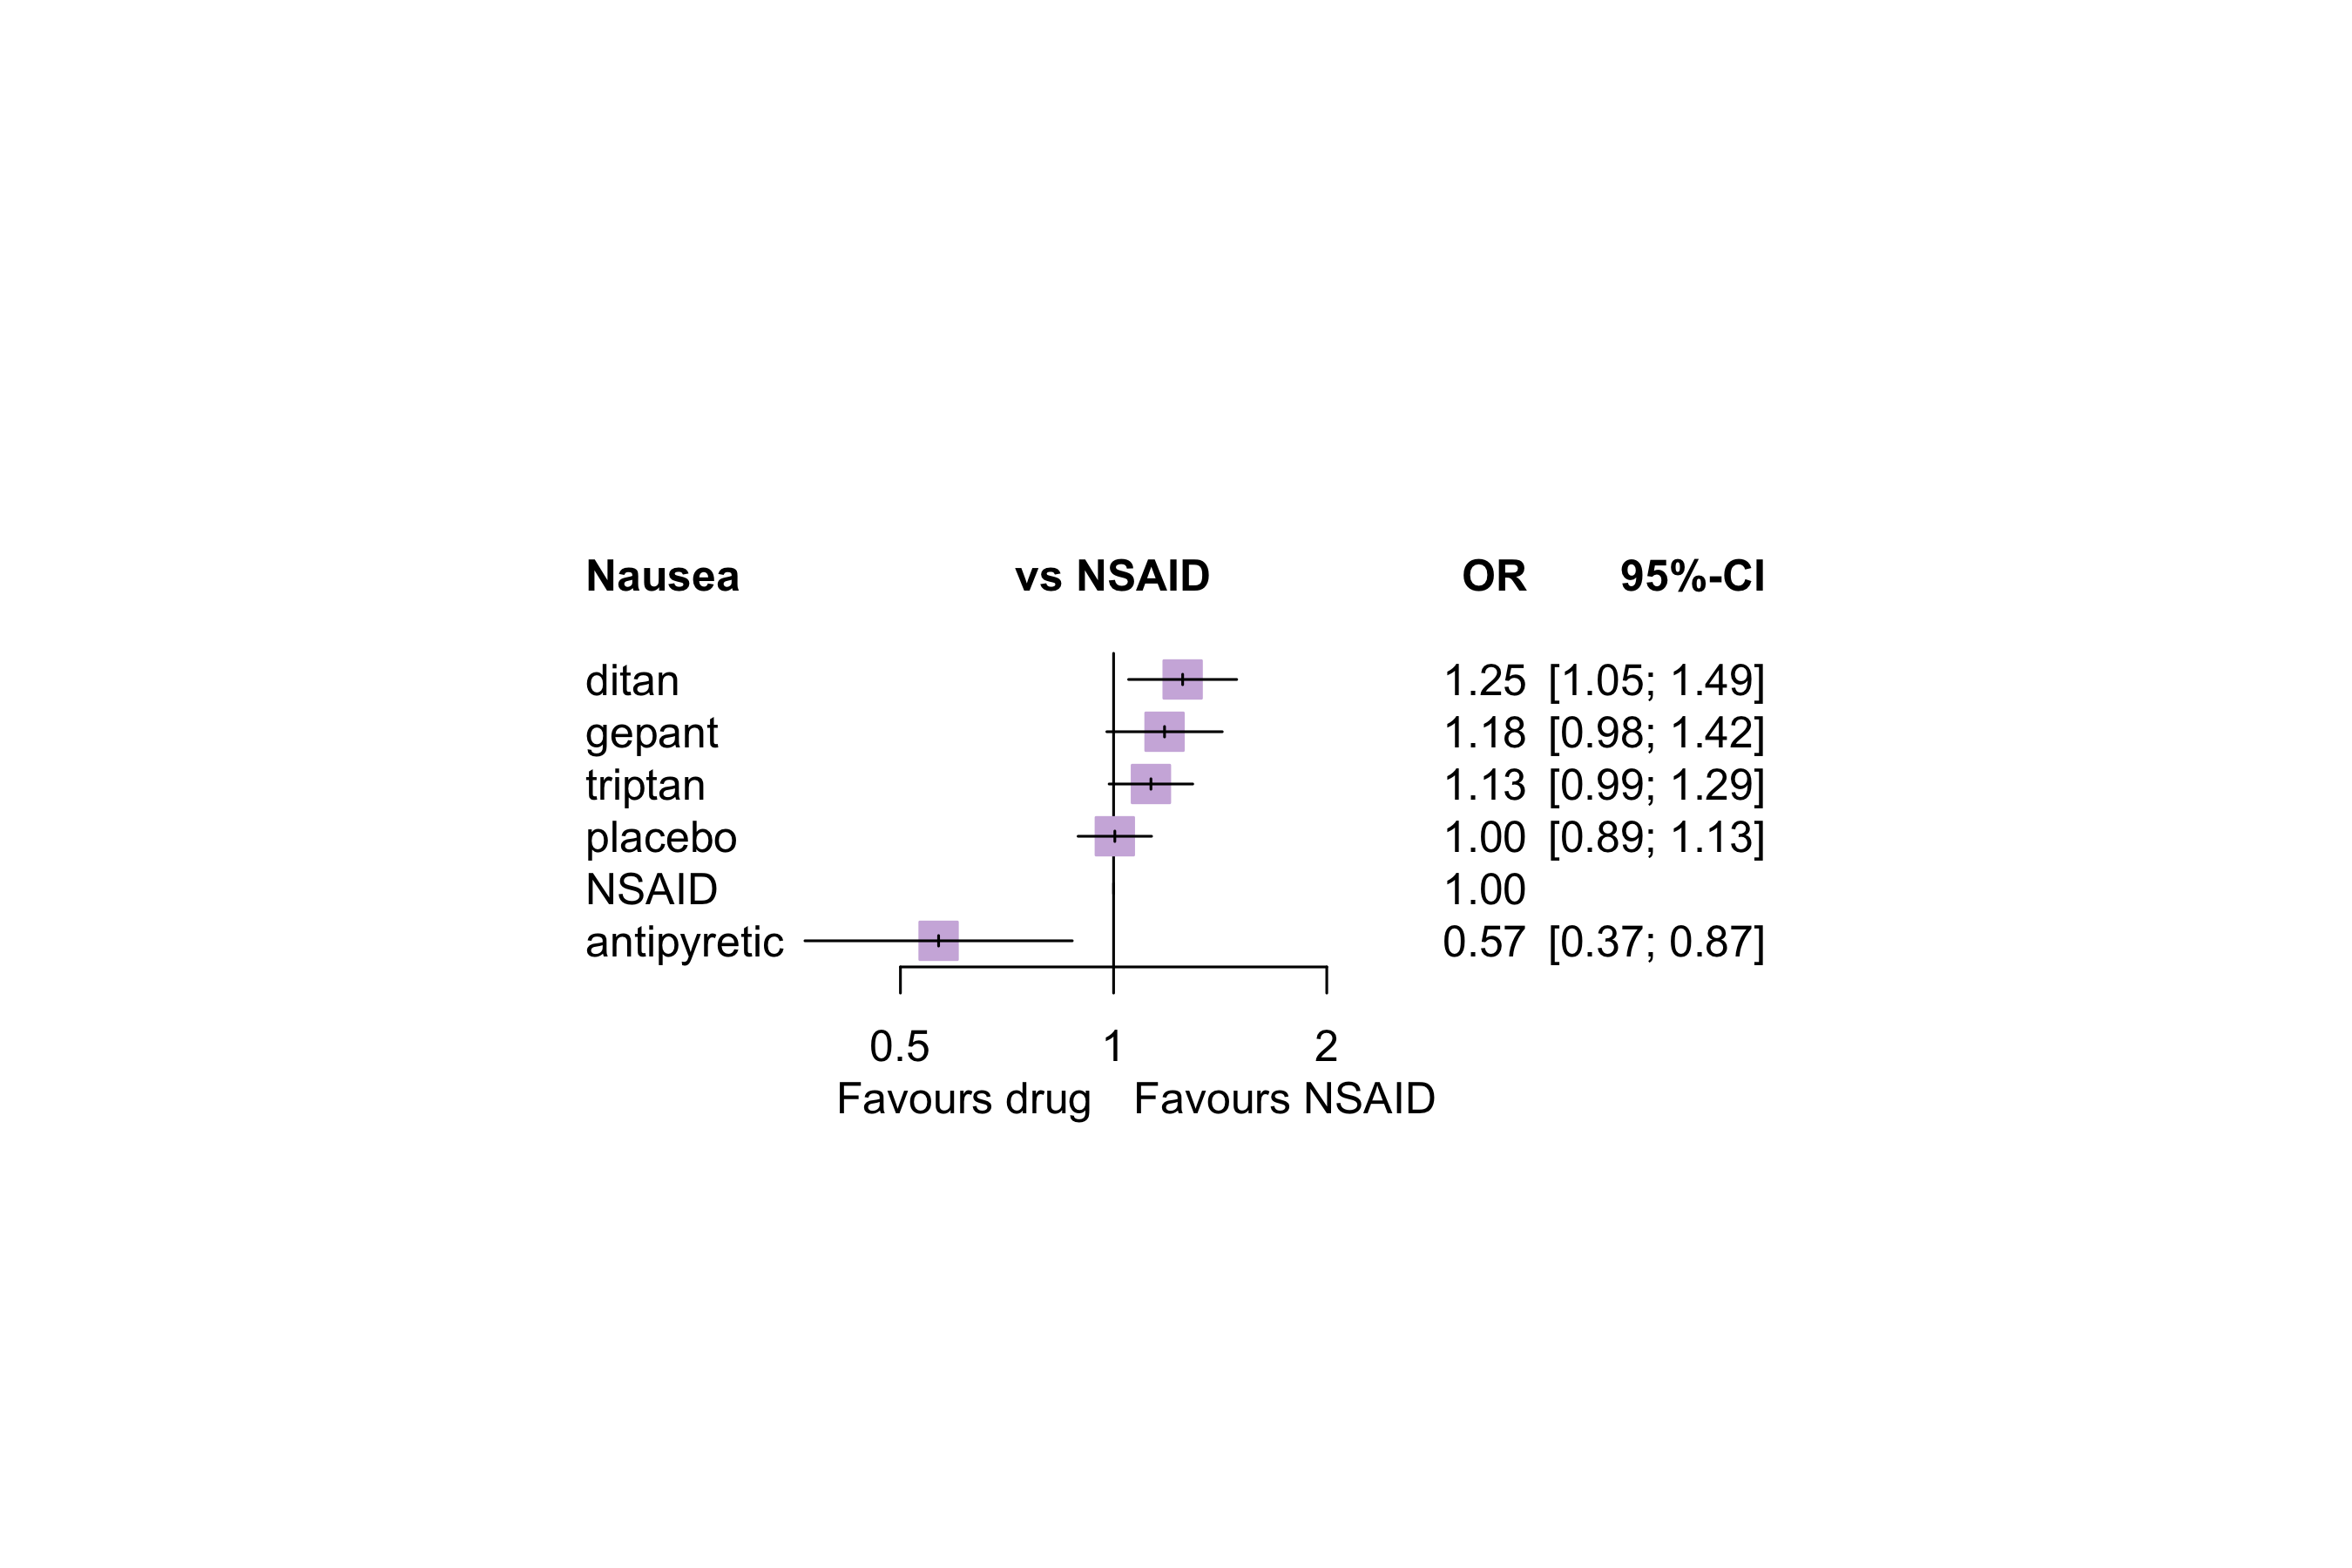 Nausea vs NSAID OR 95%-CI
ditan 1.25 [1.05; 1.49]
gepant 1.18 [0.98; 1.42]
triptan 1.13 [0.99; 1.29]
placebo 1.00 [0.89; 1.13]
NSAID 1.00
antipyretic 0.57 [0.37; 0.87]
0.5 1 2
Favours drug Favours NSAID